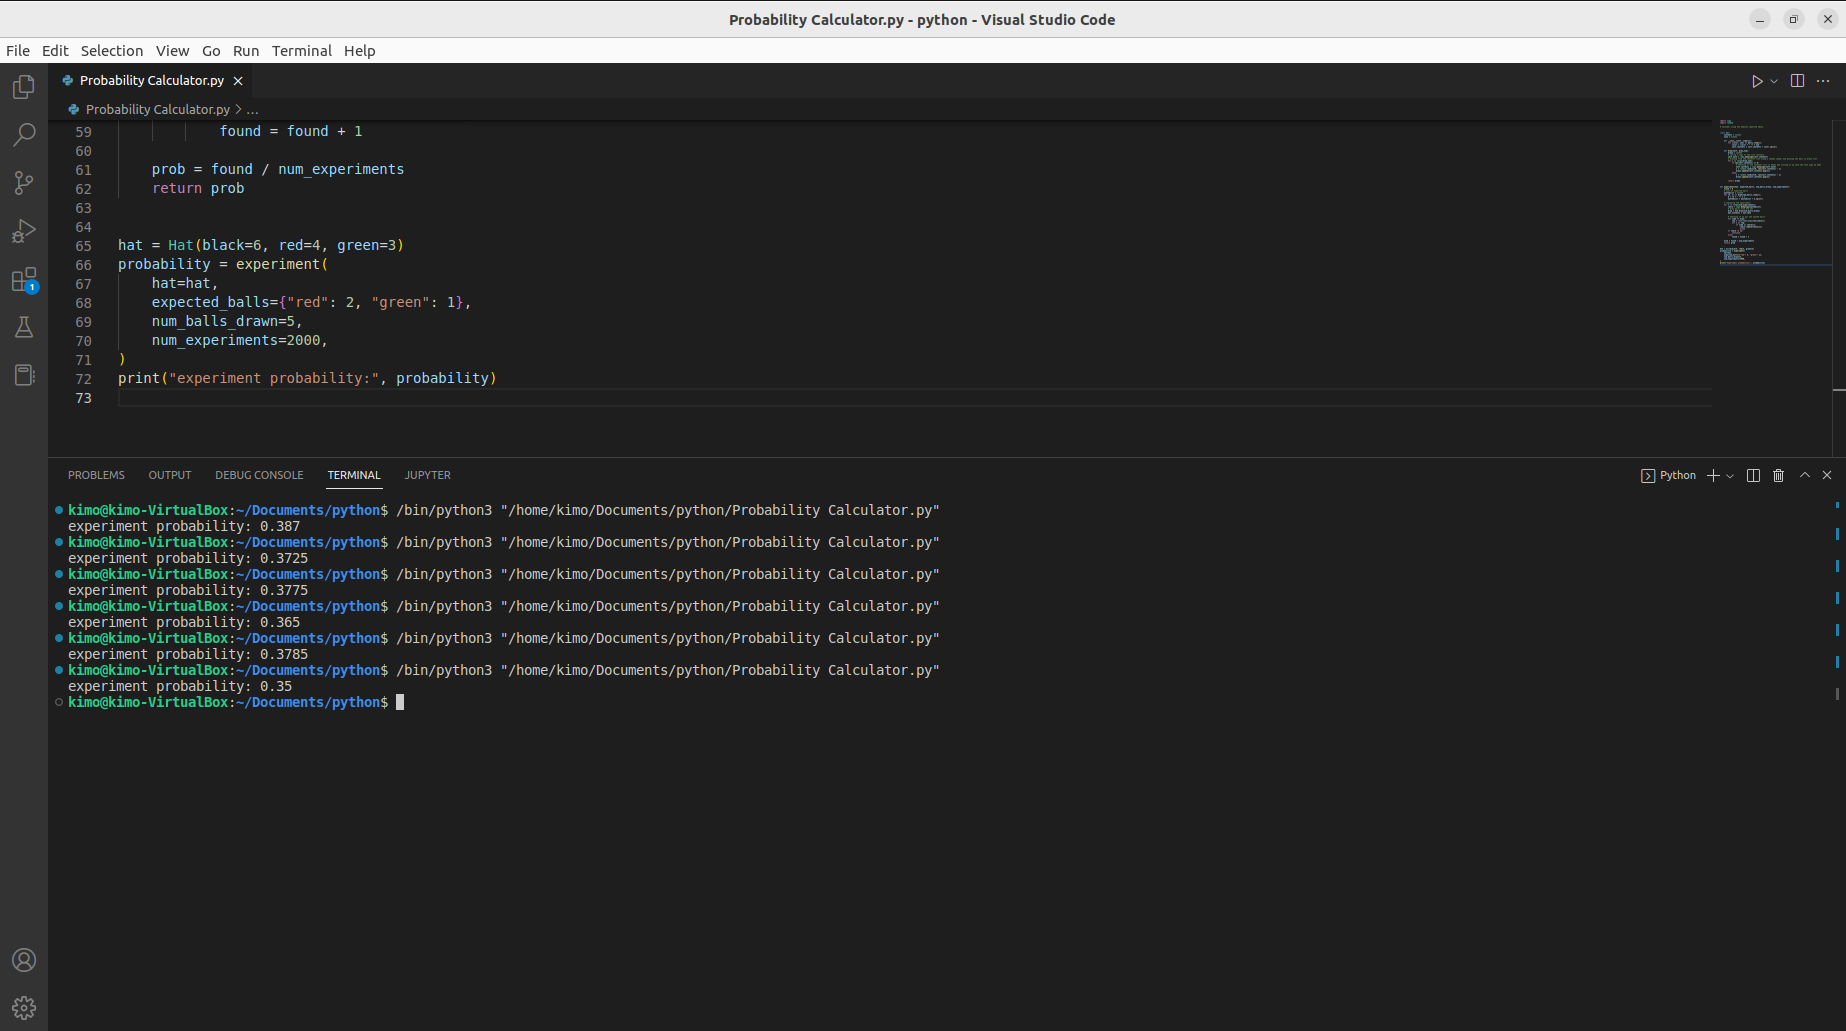 Probability Calculator.py - python - Visual Studio Code
File Edit Selection View Go Run Terminal Help
Probability Calculator.py
Probability Calculator.py > ...
59 found = found + 1
60
61 prob = found / num_experiments
62 return prob
63
64
65 hat = Hat(black=6, red=4, green=3)
66 probability = experiment(
67 hat=hat,
68 expected_balls={"red": 2, "green": 1},
69 num_balls_drawn=5,
70 num_experiments=2000,
71 )
72 print("experiment probability:", probability)
73
1
PROBLEMS OUTPUT DEBUG CONSOLE TERMINAL JUPYTER
Python
kimo@kimo-VirtualBox:~/Documents/python$ /bin/python3 "/home/kimo/Documents/python/Probability Calculator.py"
experiment probability: 0.387
kimo@kimo-VirtualBox:~/Documents/python$ /bin/python3 "/home/kimo/Documents/python/Probability Calculator.py"
experiment probability: 0.3725
kimo@kimo-VirtualBox:~/Documents/python$ /bin/python3 "/home/kimo/Documents/python/Probability Calculator.py"
experiment probability: 0.3775
kimo@kimo-VirtualBox:~/Documents/python$ /bin/python3 "/home/kimo/Documents/python/Probability Calculator.py"
experiment probability: 0.365
kimo@kimo-VirtualBox:~/Documents/python$ /bin/python3 "/home/kimo/Documents/python/Probability Calculator.py"
experiment probability: 0.3785
kimo@kimo-VirtualBox:~/Documents/python$ /bin/python3 "/home/kimo/Documents/python/Probability Calculator.py"
experiment probability: 0.35
kimo@kimo-VirtualBox:~/Documents/python$